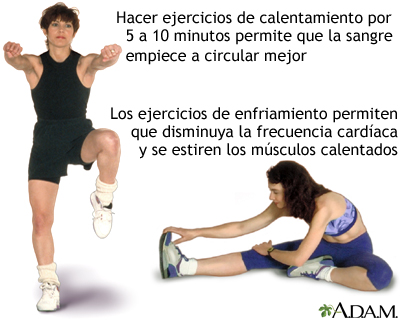 Hacer ejercicios de calentamiento por
5 a 10 minutos permite que la sangre
empiece a circular mejor
Los ejercicios de enfriamiento permiten
que disminuya la frecuencia cardíaca
y se estiren los músculos calentados
A.D.A.M.